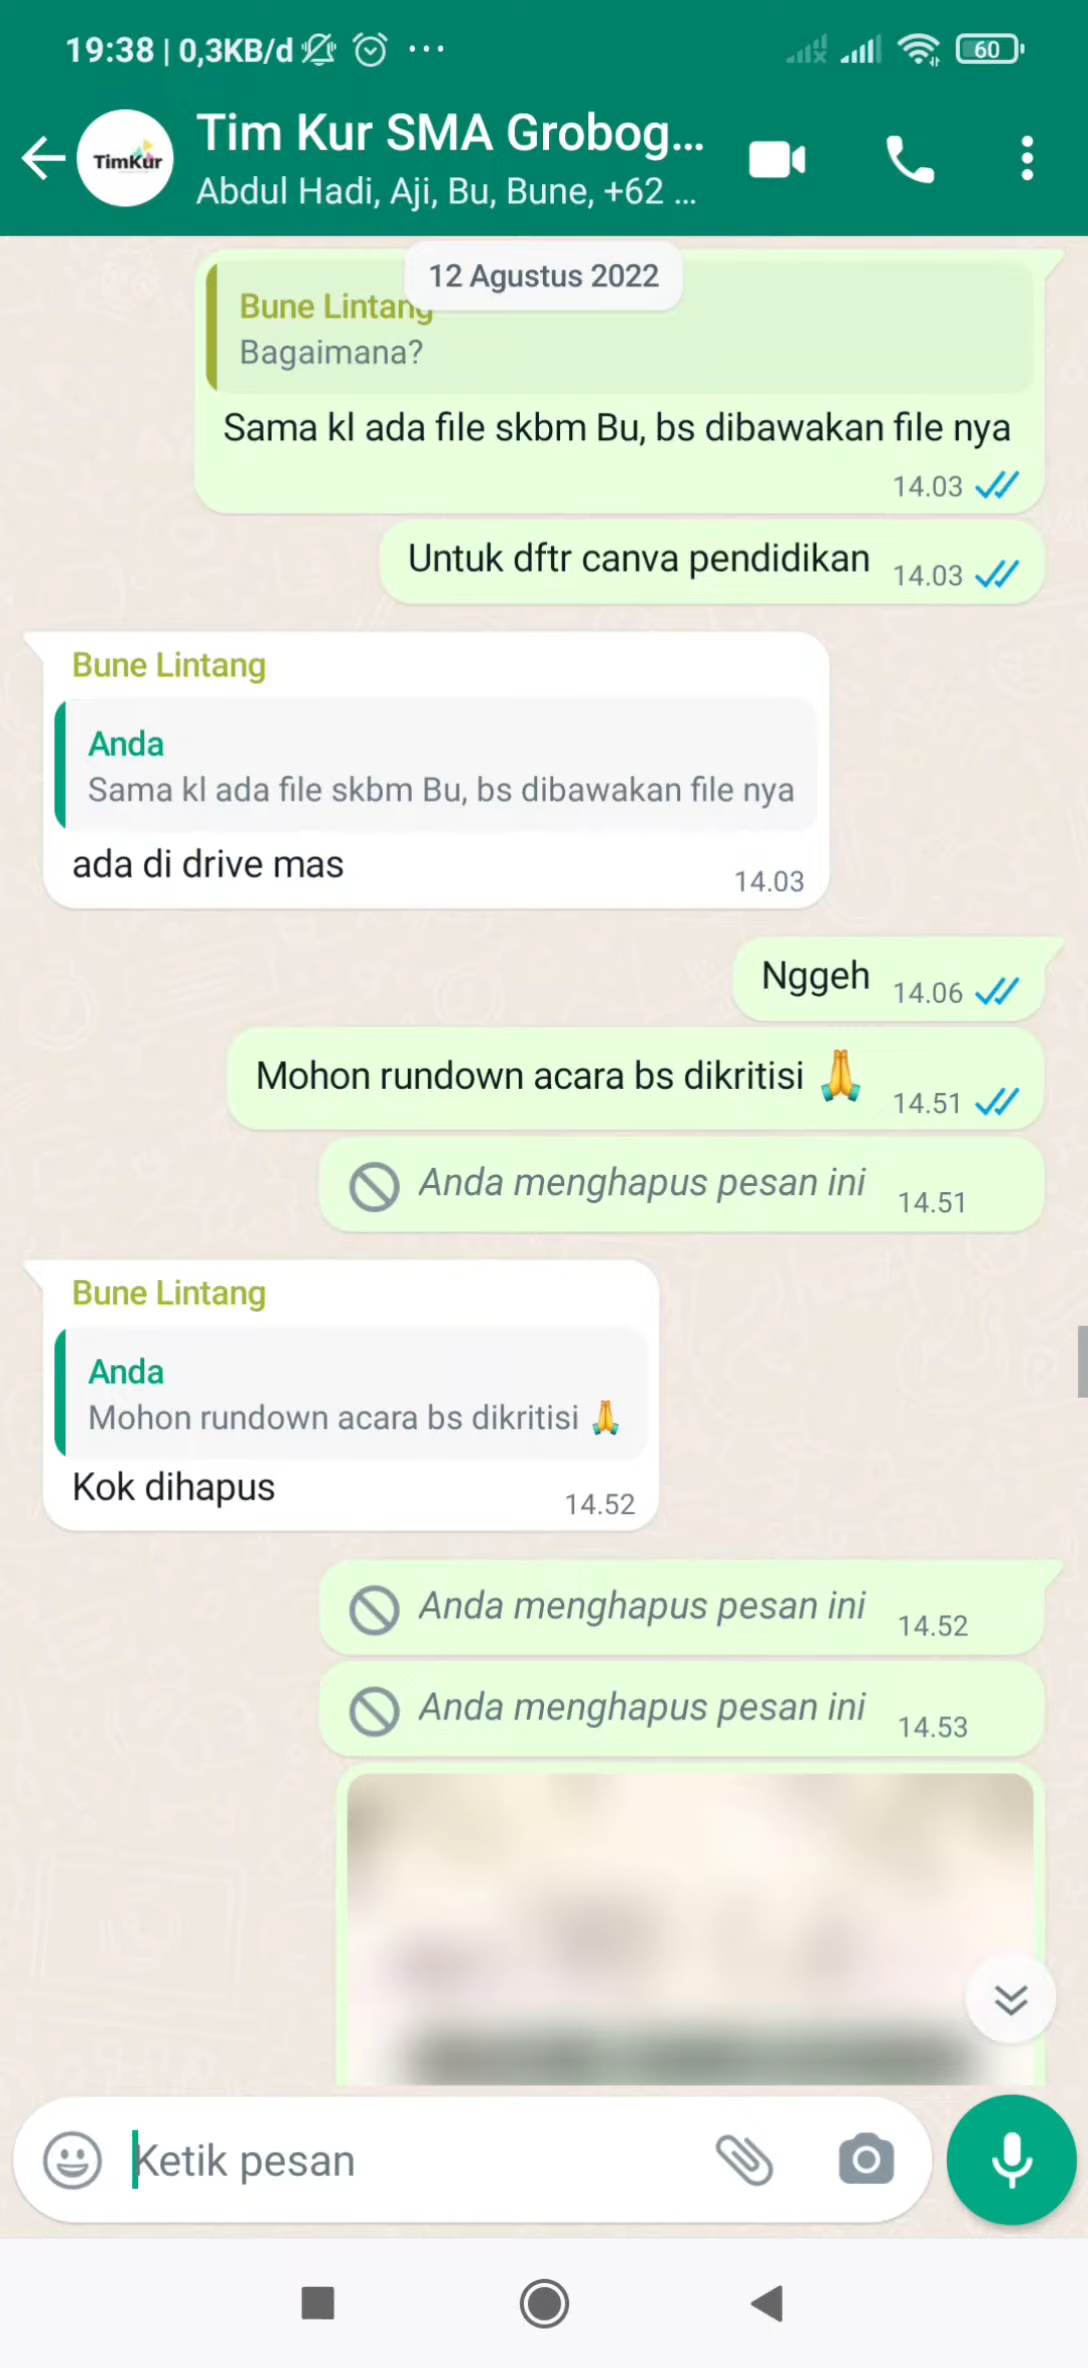 19:38 | 0,3KB/d
60
TimKur
Tim Kur SMA Grobog...
Abdul Hadi, Aji, Bu, Bune, +62 ...
12 Agustus 2022
Bune Lintang
Bagaimana?
Sama kl ada file skbm Bu, bs dibawakan file nya
14.03
Untuk dftr canva pendidikan 14.03
Bune Lintang
Anda
Sama kl ada file skbm Bu, bs dibawakan file nya
ada di drive mas
14.03
Nggeh 14.06
Mohon rundown acara bs dikritisi 🙏 14.51
Anda menghapus pesan ini 14.51
Bune Lintang
Anda
Mohon rundown acara bs dikritisi 🙏
Kok dihapus
14.52
Anda menghapus pesan ini 14.52
Anda menghapus pesan ini 14.53
Ketik pesan